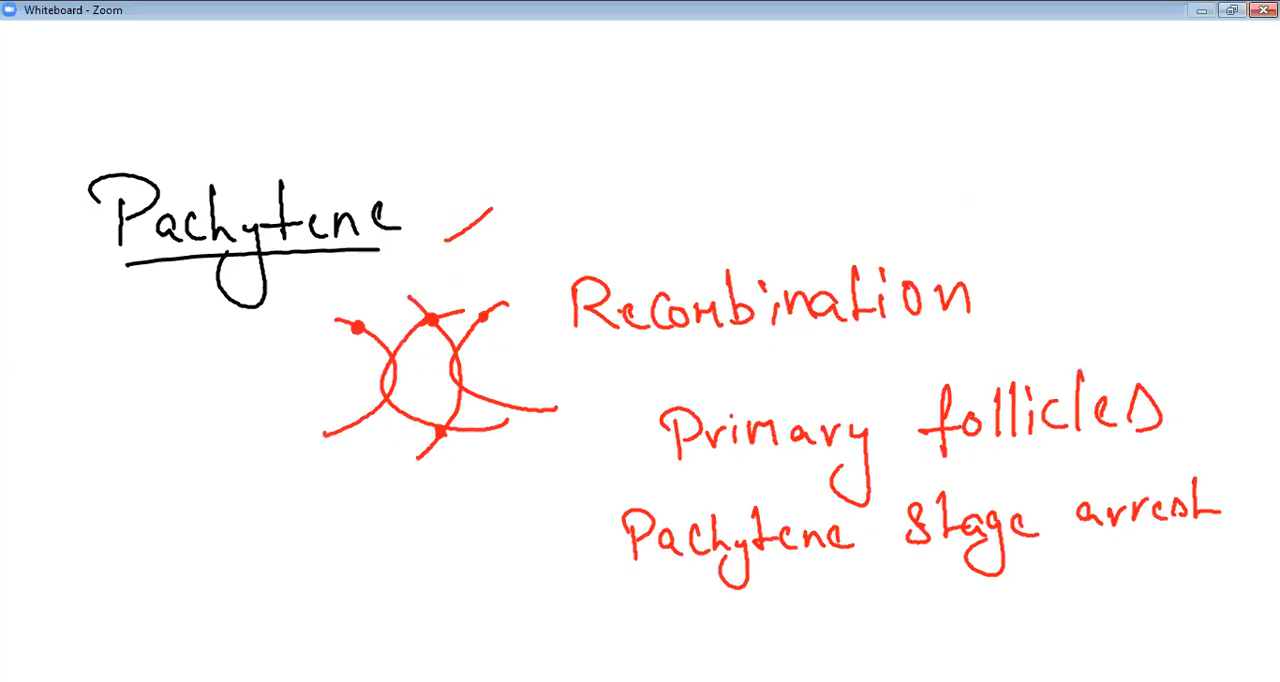 Whiteboard - Zoom
Pachytene
Recombination
Primary follicles
Pachytene stage arrest